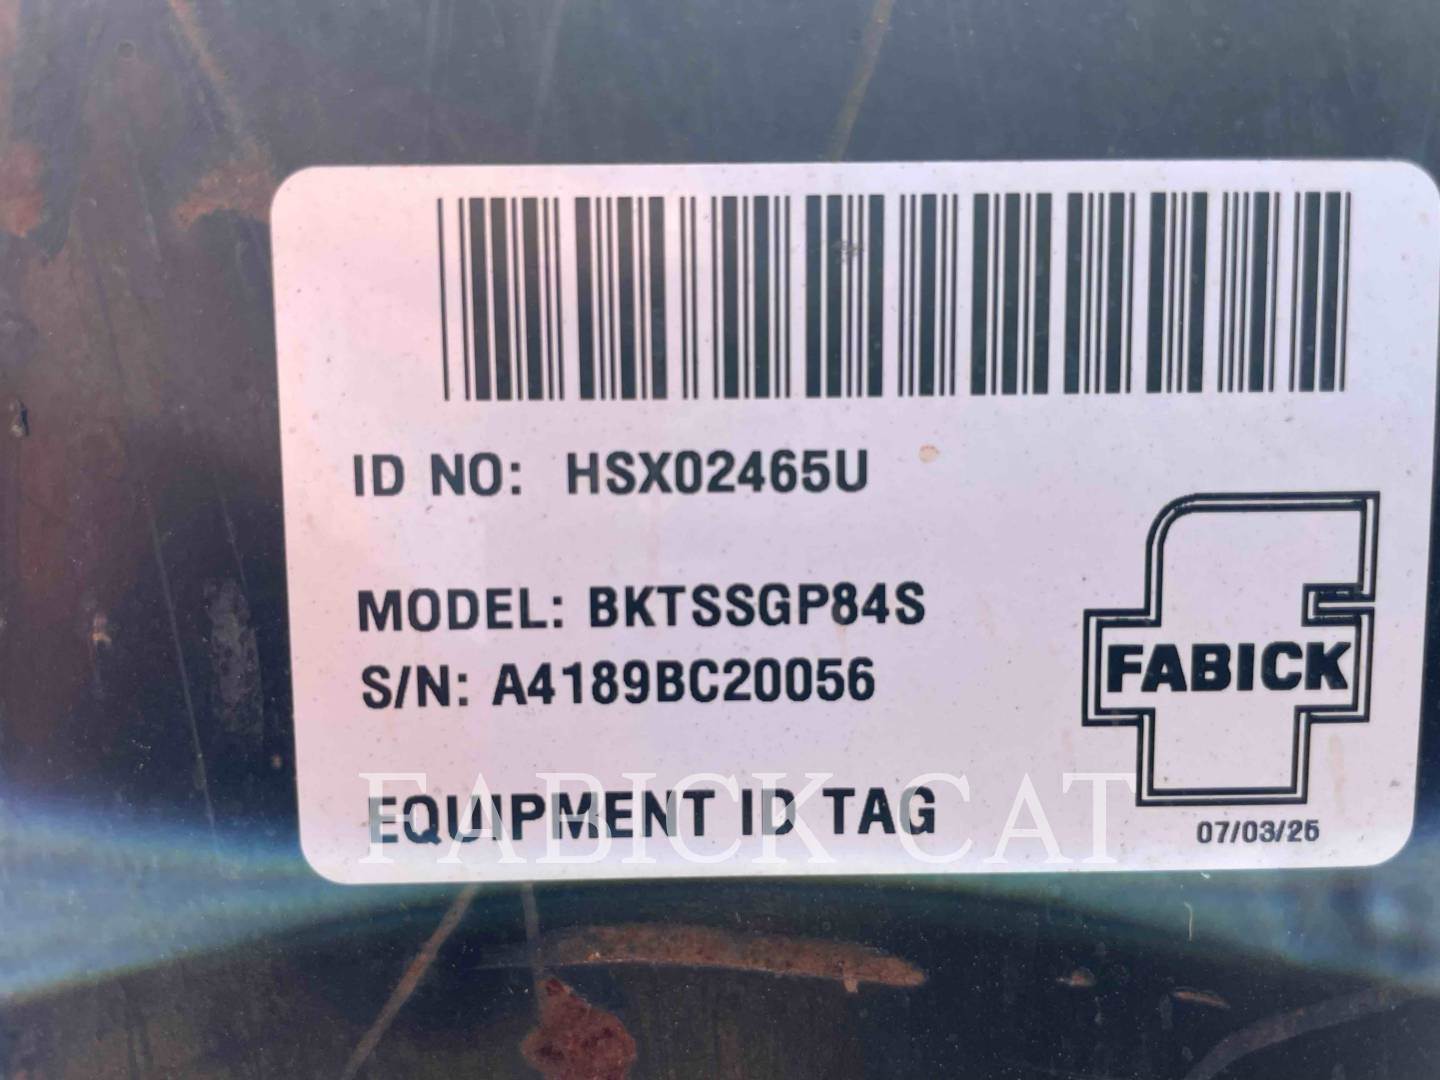 ID NO: HSX02465U
MODEL: BKTSSGP84S
S/N: A4189BC20056
FABICK
EQUIPMENT ID TAG
FABICK CAT
07/03/25